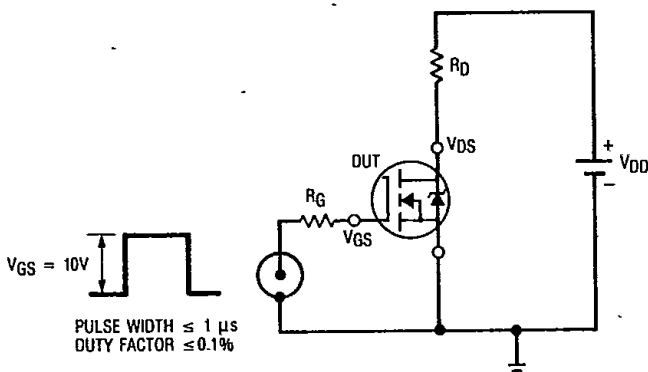 RD
VDS
DUT
+
VDD
−
RG
VGS
VGS = 10V
PULSE WIDTH ≤ 1 µs
DUTY FACTOR ≤ 0.1%